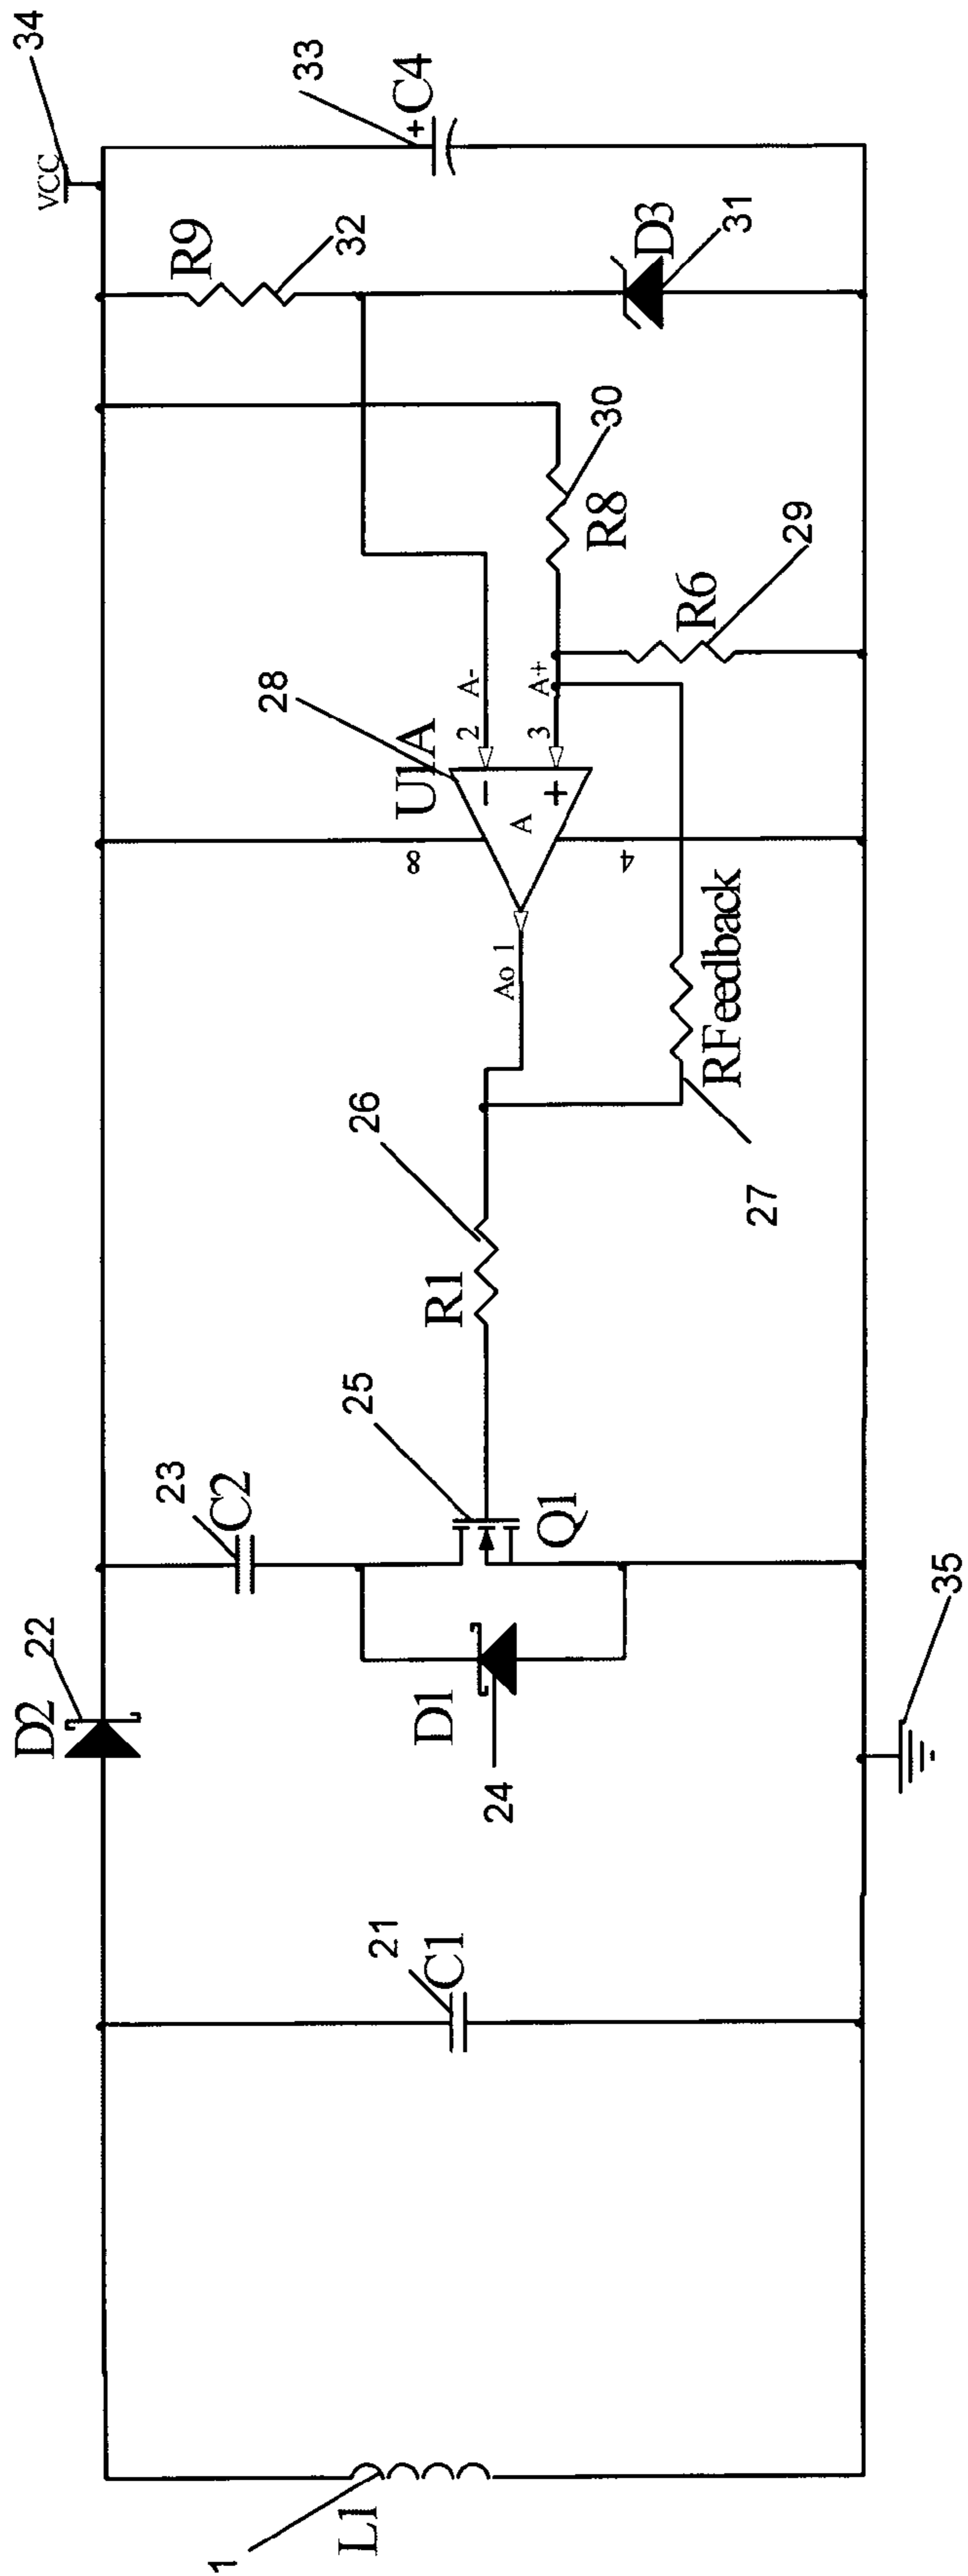 34
VCC
33
C4
+
R9
32
D3
31
30
R8
29
R6
28
U1A
2
A-
3
A+
−
+
A
8
4
Ao 1
RFeedback
27
26
R1
25
Q1
23
C2
22
D2
D1
24
35
21
C1
L1
1